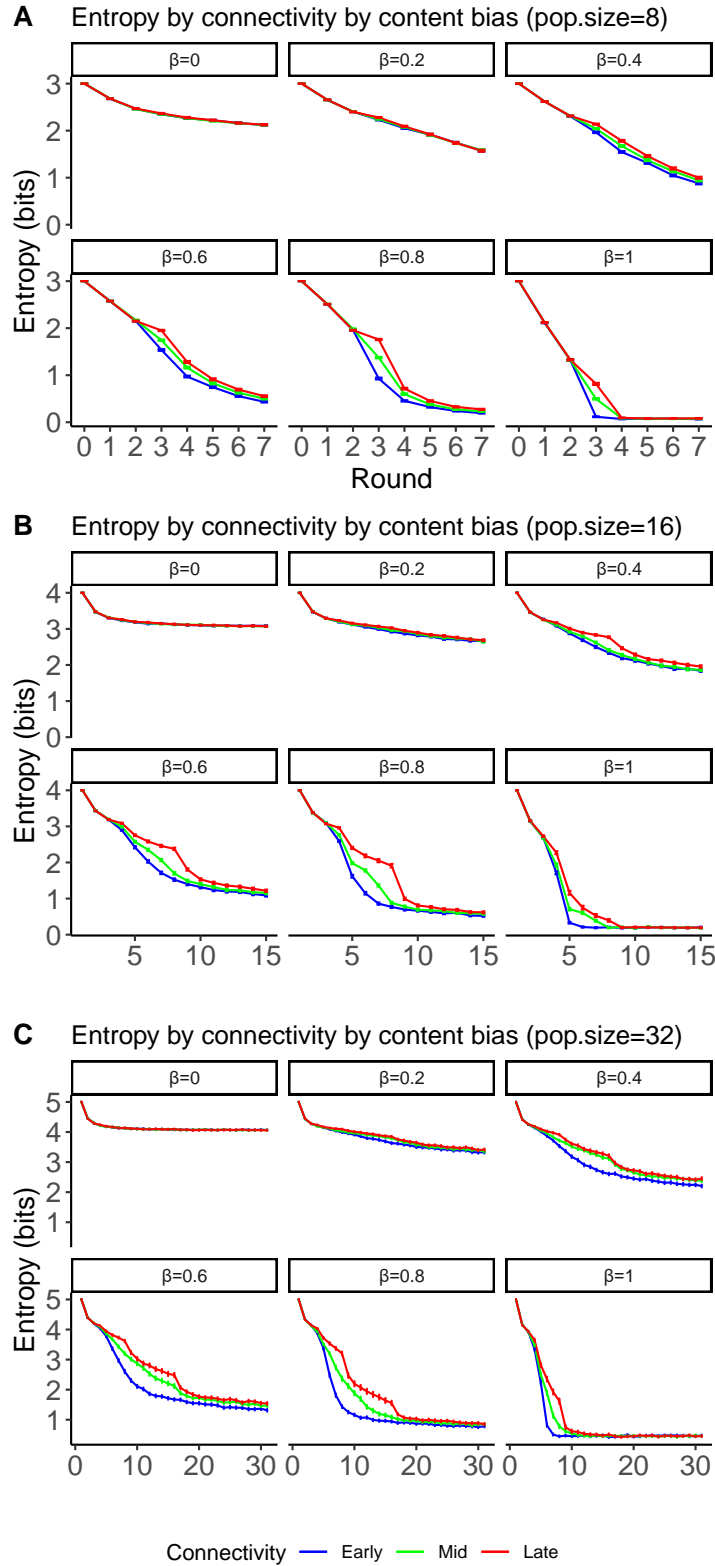 A Entropy by connectivity by content bias (pop.size=8)
β=0 β=0.2 β=0.4
3
2
1
0
β=0.6 β=0.8 β=1
3
2
1
0
Entropy (bits)
0 1 2 3 4 5 6 7 0 1 2 3 4 5 6 7 0 1 2 3 4 5 6 7
Round
B Entropy by connectivity by content bias (pop.size=16)
β=0 β=0.2 β=0.4
4
3
2
1
0
β=0.6 β=0.8 β=1
4
3
2
1
0
Entropy (bits)
5 10 15 5 10 15 5 10 15
C Entropy by connectivity by content bias (pop.size=32)
β=0 β=0.2 β=0.4
5
4
3
2
1
β=0.6 β=0.8 β=1
5
4
3
2
1
Entropy (bits)
0 10 20 30 0 10 20 30 0 10 20 30
Connectivity Early Mid Late